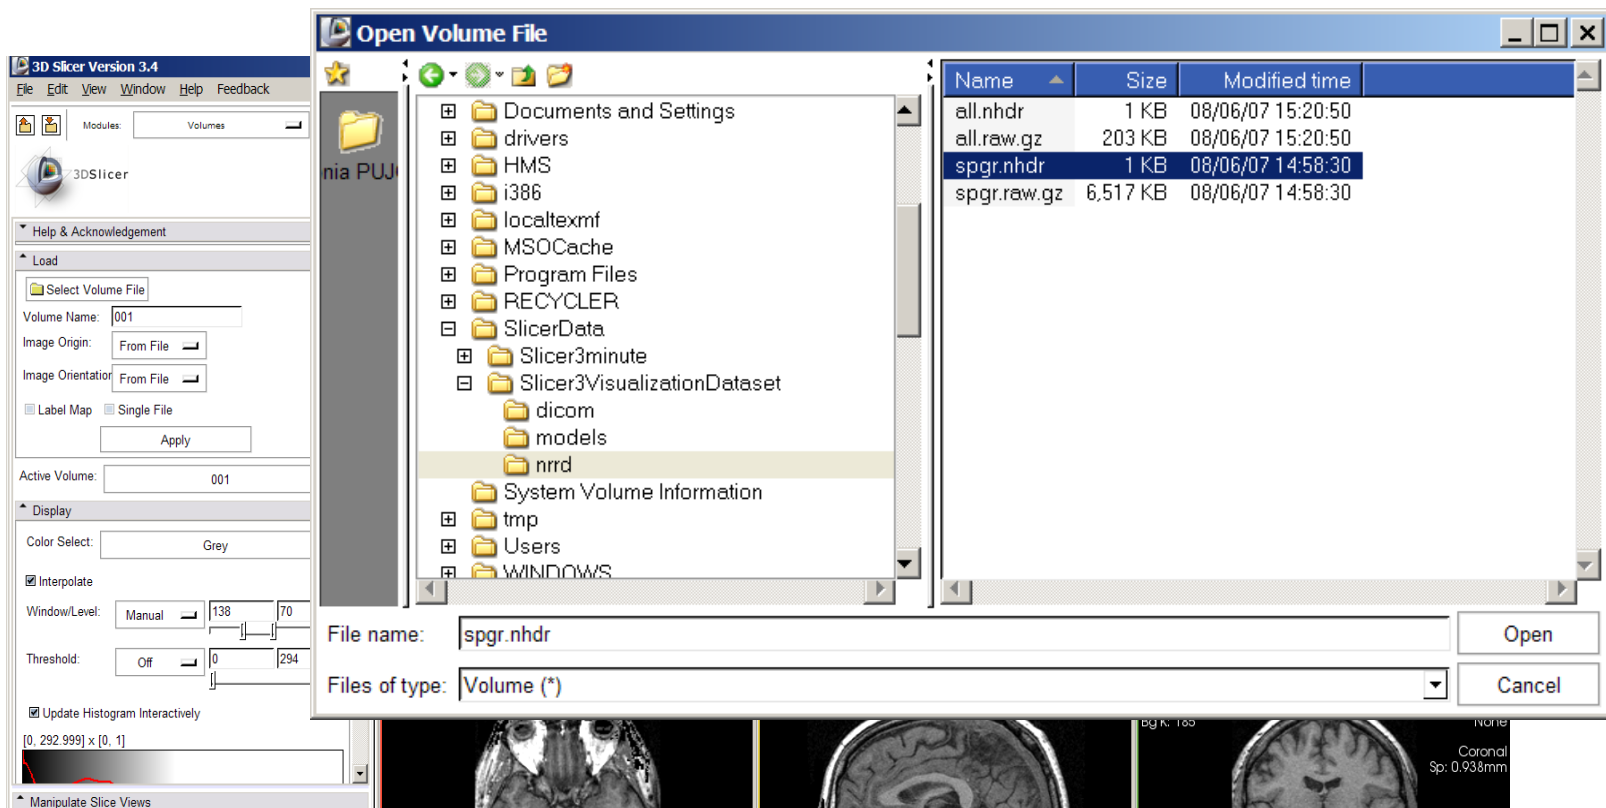 Open Volume File
3D Slicer Version 3.4
File Edit View Window Help Feedback
Modules: Volumes
3DSlicer
Help & Acknowledgement
Load
Select Volume File
Volume Name: 001
Image Origin: From File
Image Orientation From File
Label Map Single File
Apply
Active Volume: 001
Display
Color Select: Grey
Interpolate
Window/Level: Manual 138 70
Threshold: Off 0 294
Update Histogram Interactively
[0, 292.999] x [0, 1]
Manipulate Slice Views
nia PUJ
Documents and Settings
drivers
HMS
i386
localtexmf
MSOCache
Program Files
RECYCLER
SlicerData
Slicer3minute
Slicer3VisualizationDataset
dicom
models
nrrd
System Volume Information
tmp
Users
WINDOWS
Name Size Modified time
all.nhdr 1 KB 08/06/07 15:20:50
all.raw.gz 203 KB 08/06/07 15:20:50
spgr.nhdr 1 KB 08/06/07 14:58:30
spgr.raw.gz 6,517 KB 08/06/07 14:58:30
File name: spgr.nhdr Open
Files of type: Volume (*) Cancel
Bg K: 185 None
Coronal
Sp: 0.938mm